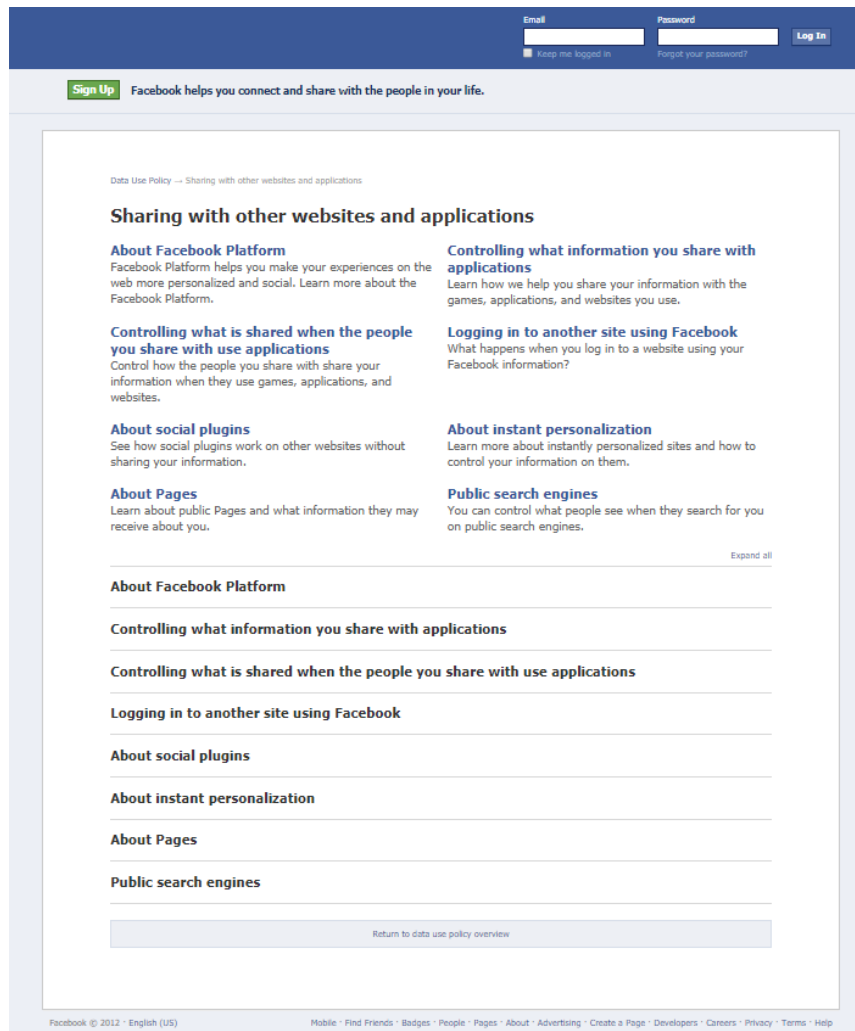 Email Password
Log In
Keep me logged in Forgot your password?
Sign Up Facebook helps you connect and share with the people in your life.
Data Use Policy → Sharing with other websites and applications
Sharing with other websites and applications
About Facebook Platform
Facebook Platform helps you make your experiences on the
web more personalized and social. Learn more about the
Facebook Platform.
Controlling what information you share with
applications
Learn how we help you share your information with the
games, applications, and websites you use.
Controlling what is shared when the people
you share with use applications
Control how the people you share with share your
information when they use games, applications, and
websites.
Logging in to another site using Facebook
What happens when you log in to a website using your
Facebook information?
About social plugins
See how social plugins work on other websites without
sharing your information.
About instant personalization
Learn more about instantly personalized sites and how to
control your information on them.
About Pages
Learn about public Pages and what information they may
receive about you.
Public search engines
You can control what people see when they search for you
on public search engines.
Expand all
About Facebook Platform
Controlling what information you share with applications
Controlling what is shared when the people you share with use applications
Logging in to another site using Facebook
About social plugins
About instant personalization
About Pages
Public search engines
Return to data use policy overview
Facebook © 2012 · English (US) Mobile · Find Friends · Badges · People · Pages · About · Advertising · Create a Page · Developers · Careers · Privacy · Terms · Help